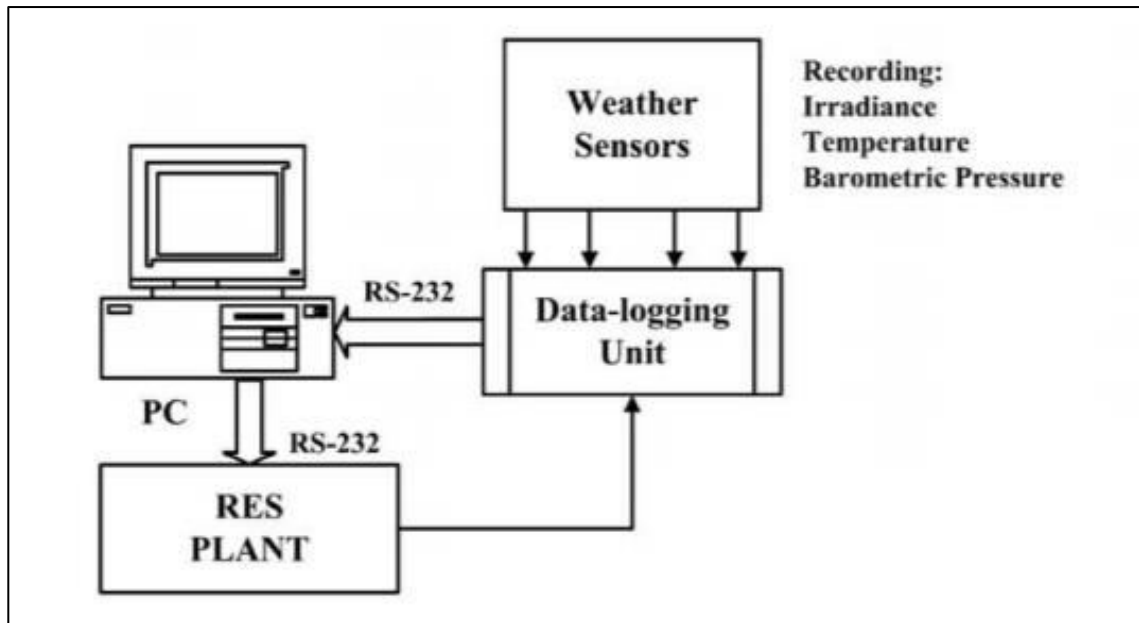 Weather
Sensors
Recording:
Irradiance
Temperature
Barometric Pressure
RS-232
Data-logging
Unit
PC
RS-232
RES
PLANT